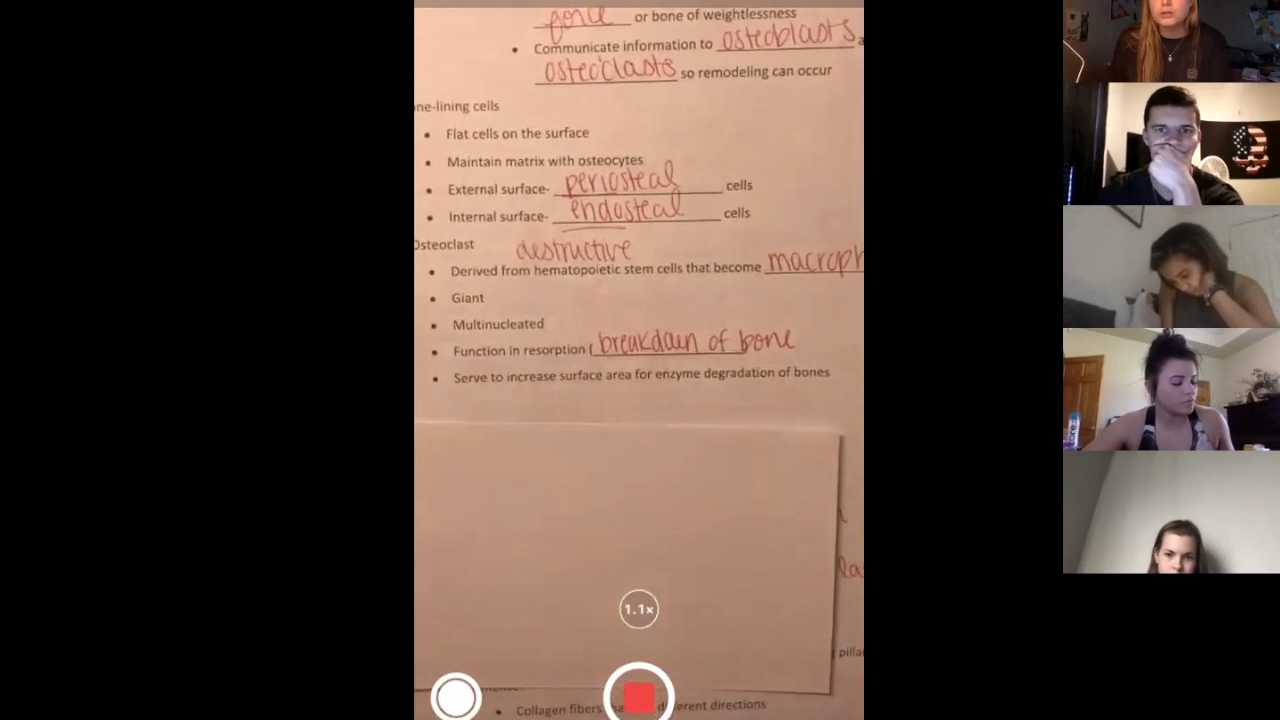 force or bone of weightlessness
• Communicate information to osteoblasts a
osteoclasts so remodeling can occur
ne-lining cells
• Flat cells on the surface
• Maintain matrix with osteocytes
• External surface- periosteal cells
• Internal surface- endosteal cells
Osteoclast destructive
• Derived from hematopoietic stem cells that become macroph
• Giant
• Multinucleated
• Function in resorption (breakdown of bone
• Serve to increase surface area for enzyme degradation of bones
la
pilla
1.1x
• Collagen fibers different directions